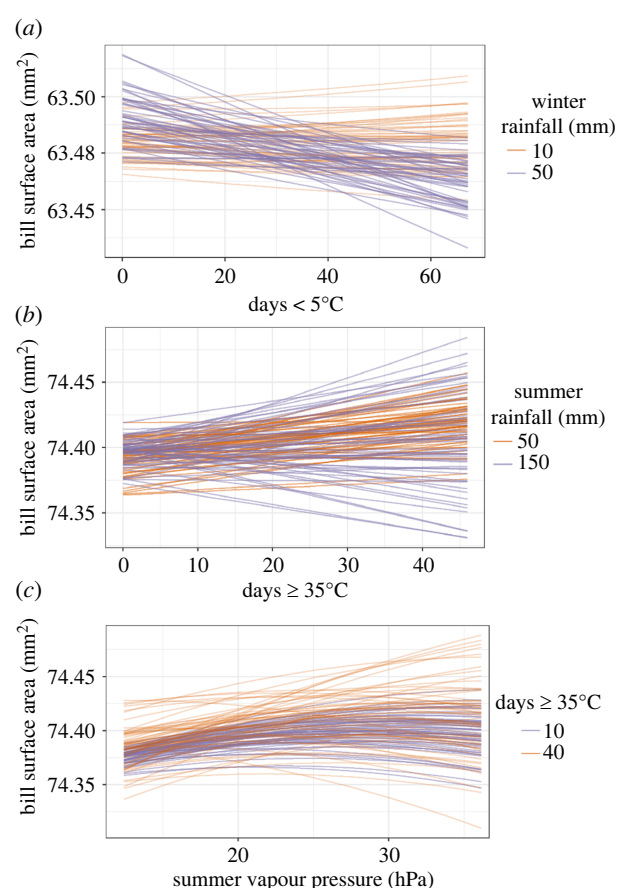 (a)
bill surface area (mm²)
63.50
63.48
63.45
0 20 40 60
days < 5°C
winter
rainfall (mm)
10
50
(b)
bill surface area (mm²)
74.45
74.40
74.35
0 10 20 30 40
days ≥ 35°C
summer
rainfall (mm)
50
150
(c)
bill surface area (mm²)
74.45
74.40
74.35
20 30
summer vapour pressure (hPa)
days ≥ 35°C
10
40